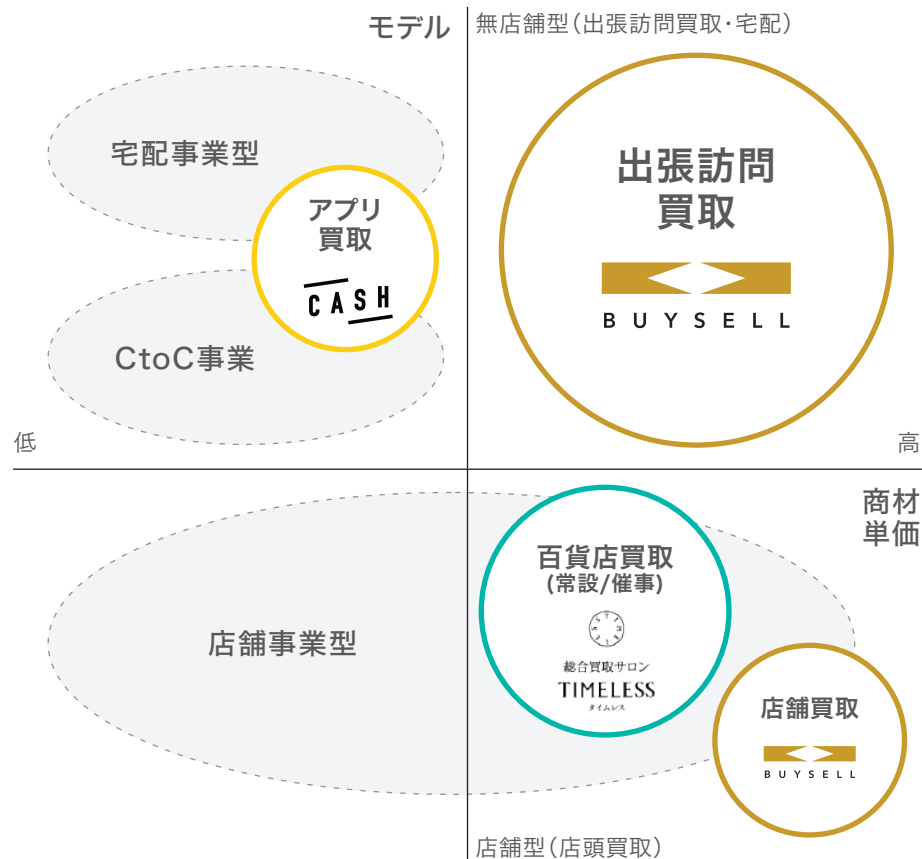 モデル
無店舗型(出張訪問買取・宅配)
宅配事業型
アプリ
買取
CASH
CtoC事業
出張訪問
買取
BUYSELL
低
高
商材
単価
百貨店買取
(常設/催事)
総合買取サロン
TIMELESS
タイムレス
店舗事業型
店舗買取
BUYSELL
店舗型(店頭買取)